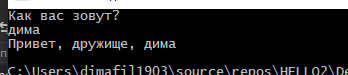 Как вас зовут?
дима
Привет, дружище, дима
C:\Users\dimafil1903\source\repos\HELLO2\De